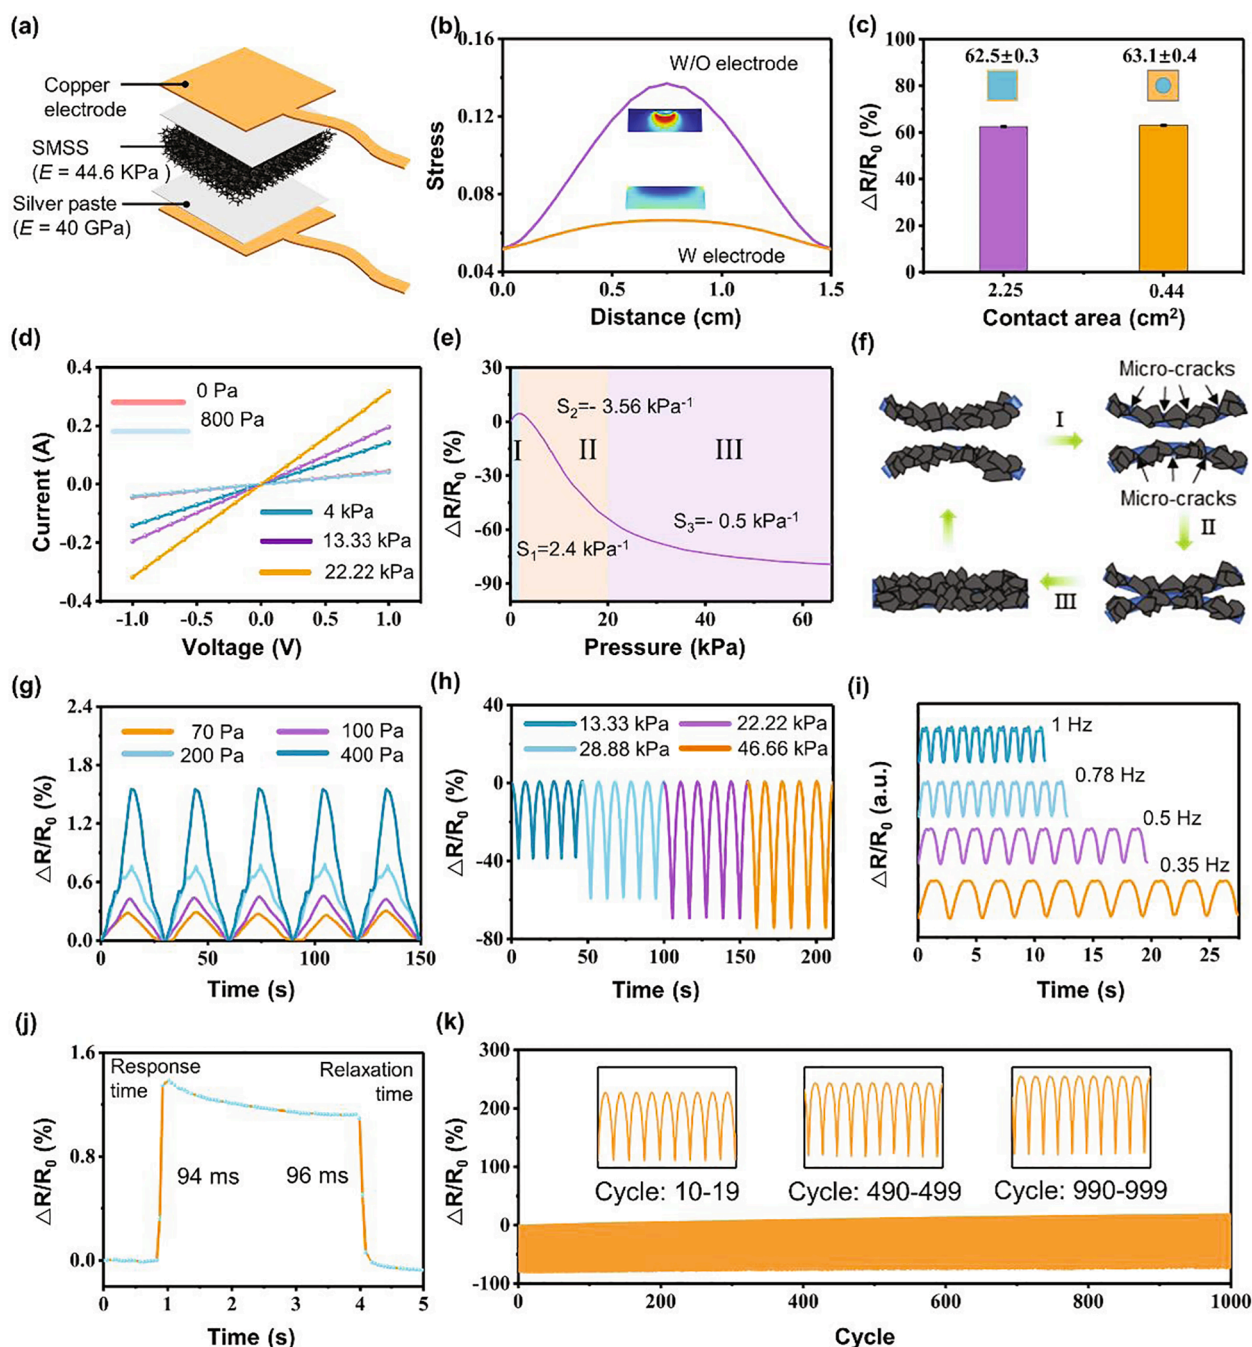 (a)
Copper
electrode
SMSS
(E = 44.6 KPa )
Silver paste
(E = 40 GPa)
(b)
0.16
0.12
0.08
0.04
Stress
W/O electrode
W electrode
0.0
0.5
1.0
1.5
Distance (cm)
(c)
100
80
60
40
20
0
△R/R₀ (%)
62.5±0.3
63.1±0.4
2.25
0.44
Contact area (cm²)
(d)
0.4
0.2
0.0
-0.2
-0.4
Current (A)
0 Pa
800 Pa
4 kPa
13.33 kPa
22.22 kPa
-1.0
-0.5
0.0
0.5
1.0
Voltage (V)
(e)
30
0
-30
-60
-90
△R/R₀ (%)
S₂=- 3.56 kPa⁻¹
I
II
III
S₃=- 0.5 kPa⁻¹
S₁=2.4 kPa⁻¹
0
20
40
60
Pressure (kPa)
(f)
Micro-cracks
I
Micro-cracks
II
III
(g)
2.4
1.8
1.2
0.6
0.0
△R/R₀ (%)
70 Pa
100 Pa
200 Pa
400 Pa
0
50
100
150
Time (s)
(h)
40
0
-40
-80
△R/R₀ (%)
13.33 kPa
22.22 kPa
28.88 kPa
46.66 kPa
0
50
100
150
200
Time (s)
(i)
△R/R₀ (a.u.)
1 Hz
0.78 Hz
0.5 Hz
0.35 Hz
0
5
10
15
20
25
Time (s)
(j)
1.6
0.8
0.0
△R/R₀ (%)
Response
time
Relaxation
time
94 ms
96 ms
0
1
2
3
4
5
Time (s)
(k)
300
200
100
0
-100
△R/R₀ (%)
Cycle: 10-19
Cycle: 490-499
Cycle: 990-999
0
200
400
600
800
1000
Cycle